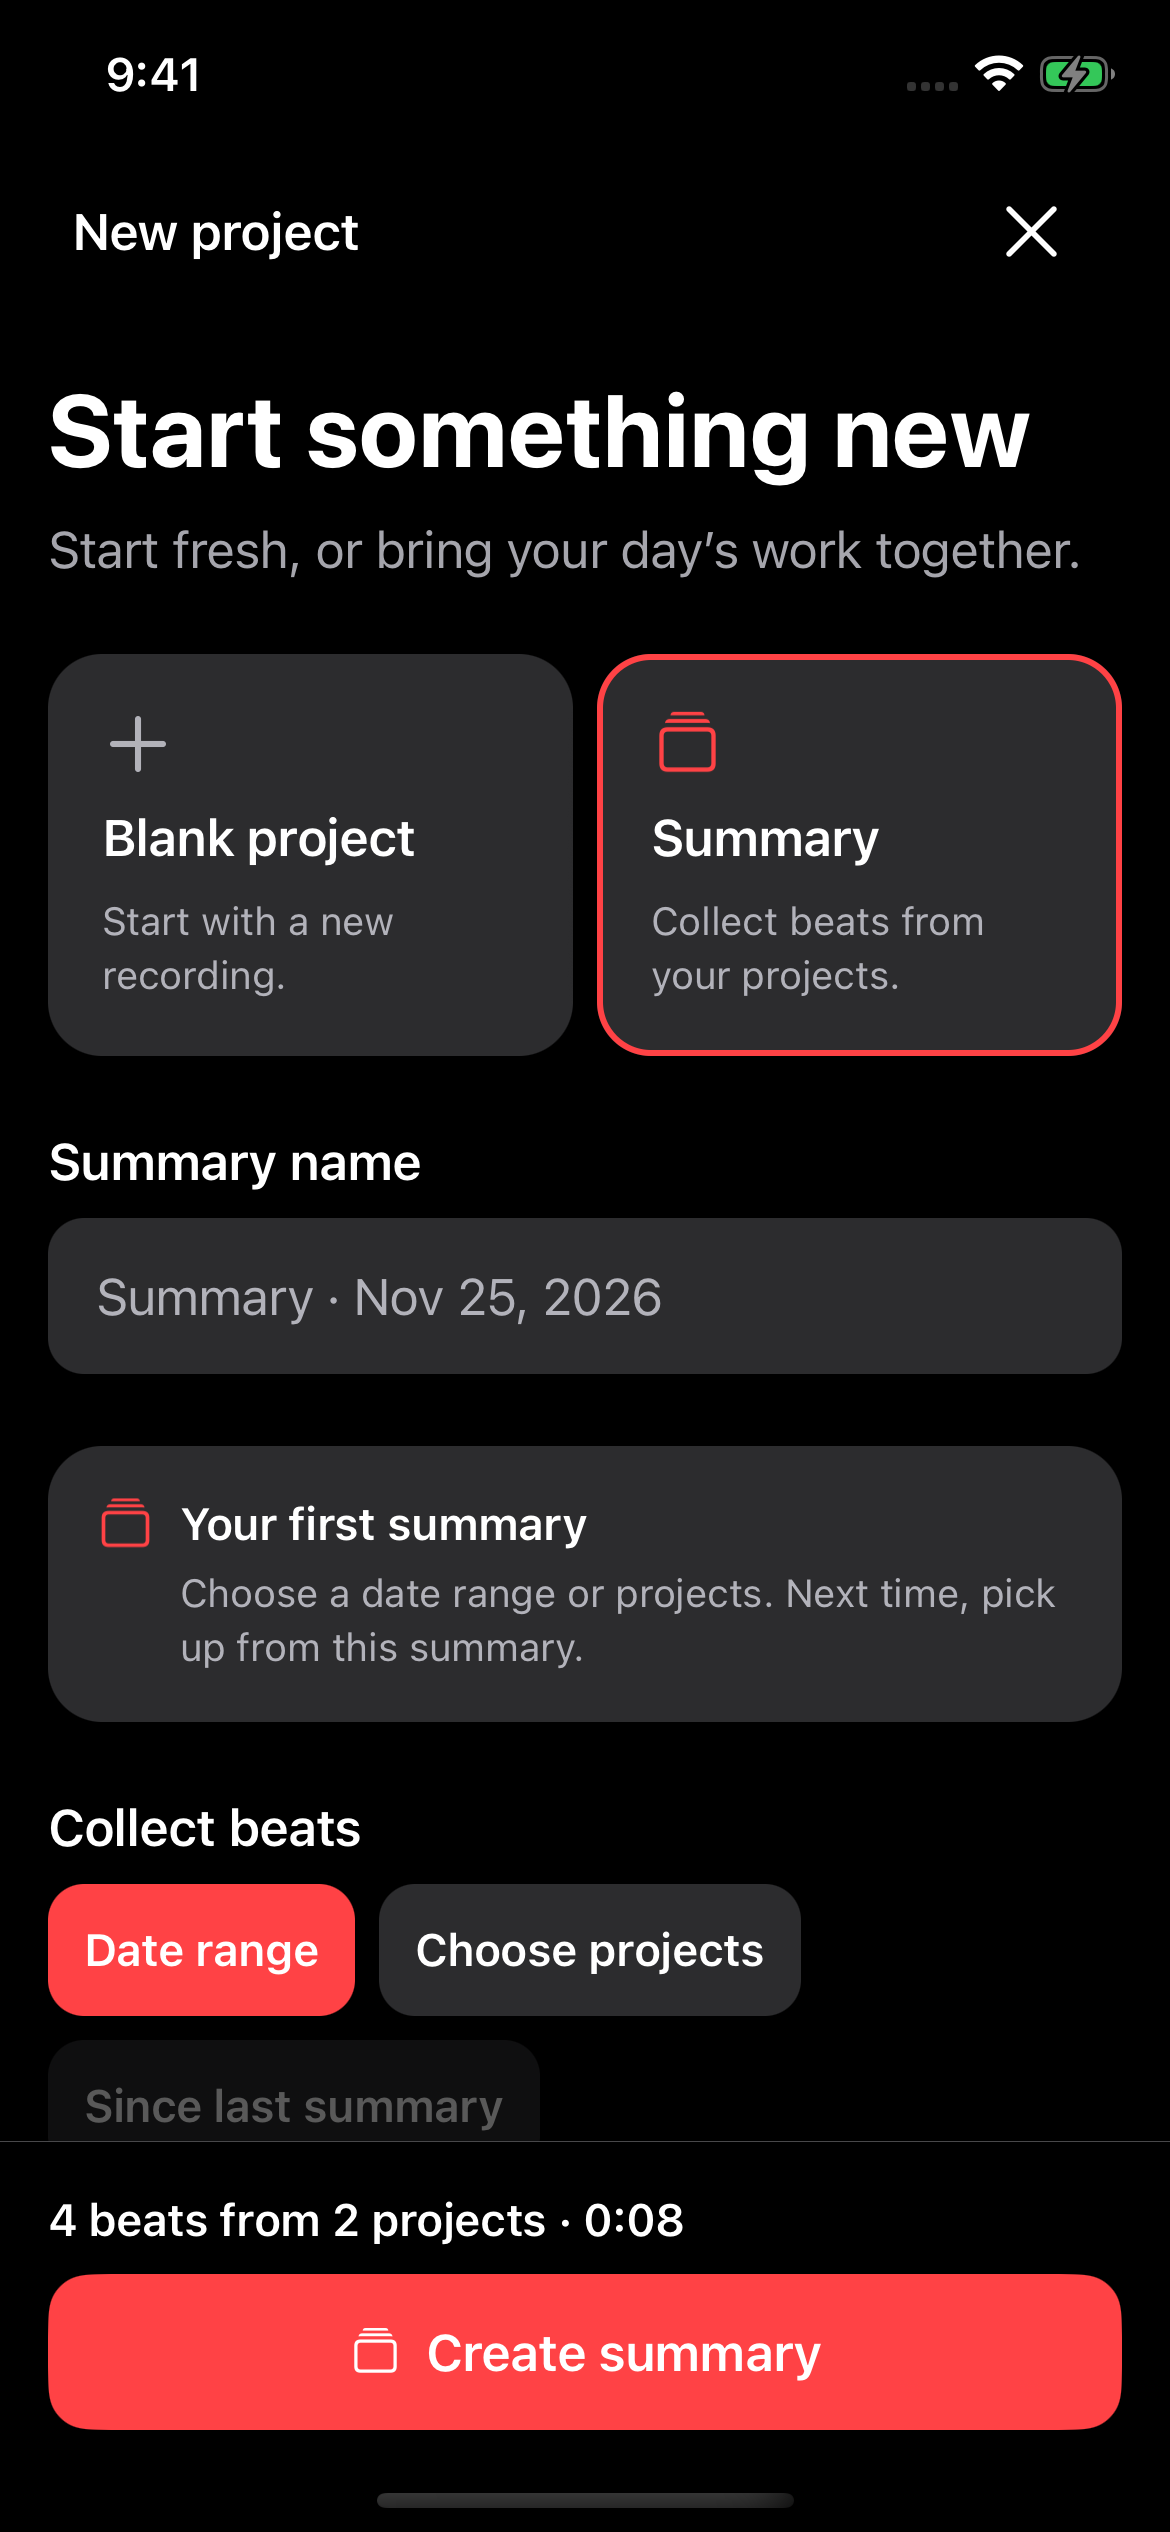 9:41
New project
Start something new
Start fresh, or bring your day’s work together.
Blank project
Start with a new
recording.
Summary
Collect beats from
your projects.
Summary name
Summary · Nov 25, 2026
Your first summary
Choose a date range or projects. Next time, pick
up from this summary.
Collect beats
Date range
Choose projects
Since last summary
4 beats from 2 projects · 0:08
Create summary